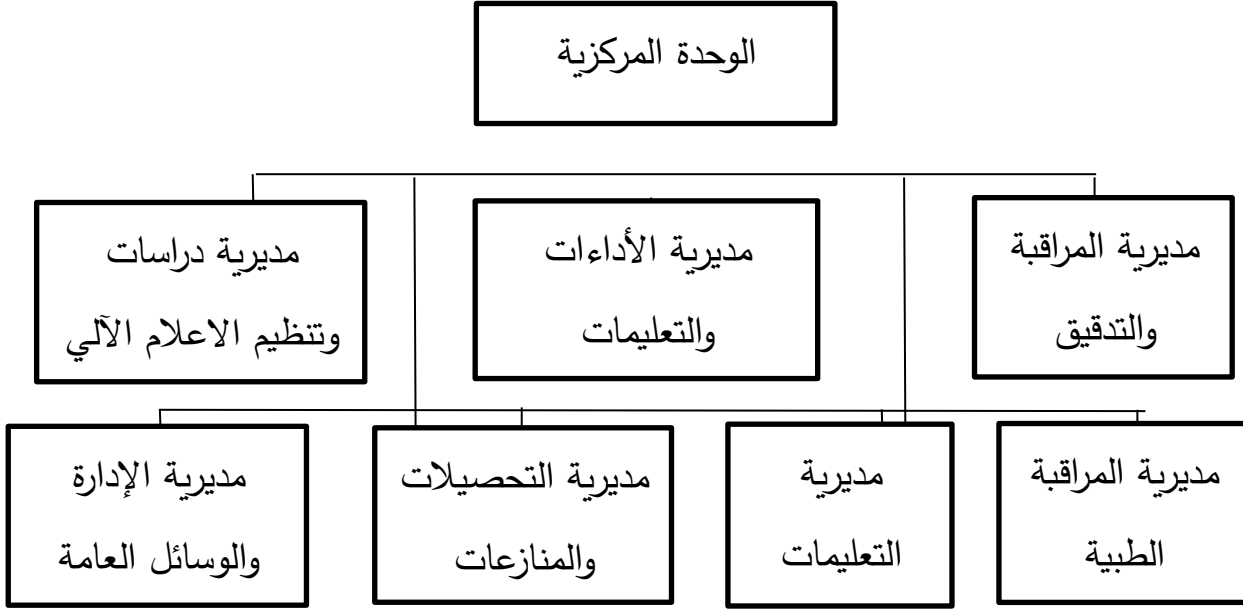 الوحدة المركزية
مديرية المراقبة
والتدقيق
مديرية الأداءات
والتعليمات
مديرية دراسات
وتنظيم الاعلام الآلي
مديرية المراقبة
الطبية
مديرية
التعليمات
مديرية التحصيلات
والمنازعات
مديرية الإدارة
والوسائل العامة